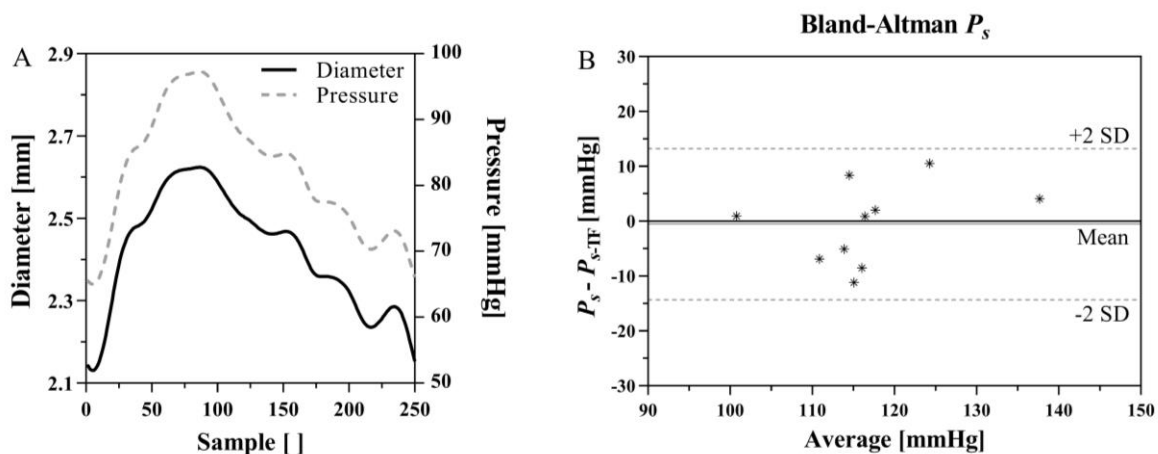 A
2.9
2.7
2.5
2.3
2.1
Diameter [mm]
Diameter
Pressure
100
90
80
70
60
50
Pressure [mmHg]
0
50
100
150
200
250
Sample [ ]
Bland-Altman Ps
B
30
20
10
0
-10
-20
-30
Ps - Ps-TF [mmHg]
+2 SD
Mean
-2 SD
90
100
110
120
130
140
150
Average [mmHg]